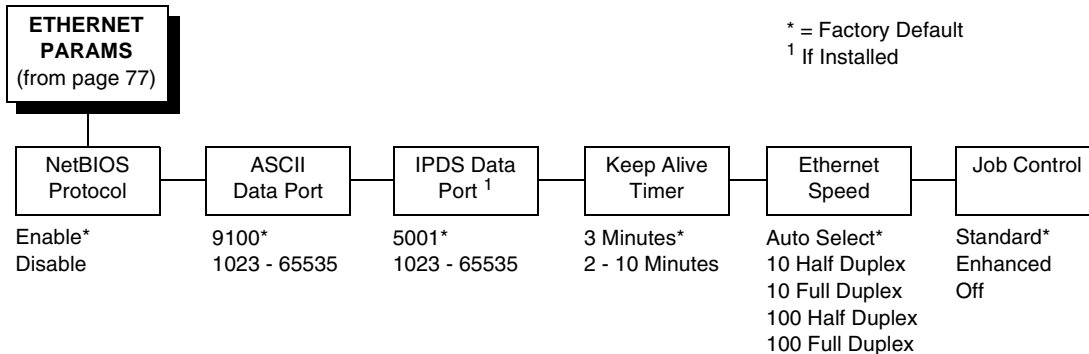 ETHERNET
PARAMS
(from page 77)
* = Factory Default
1 If Installed
NetBIOS
Protocol
Enable*
Disable
ASCII
Data Port
9100*
1023 - 65535
IPDS Data
Port 1
5001*
1023 - 65535
Keep Alive
Timer
3 Minutes*
2 - 10 Minutes
Ethernet
Speed
Auto Select*
10 Half Duplex
10 Full Duplex
100 Half Duplex
100 Full Duplex
Job Control
Standard*
Enhanced
Off